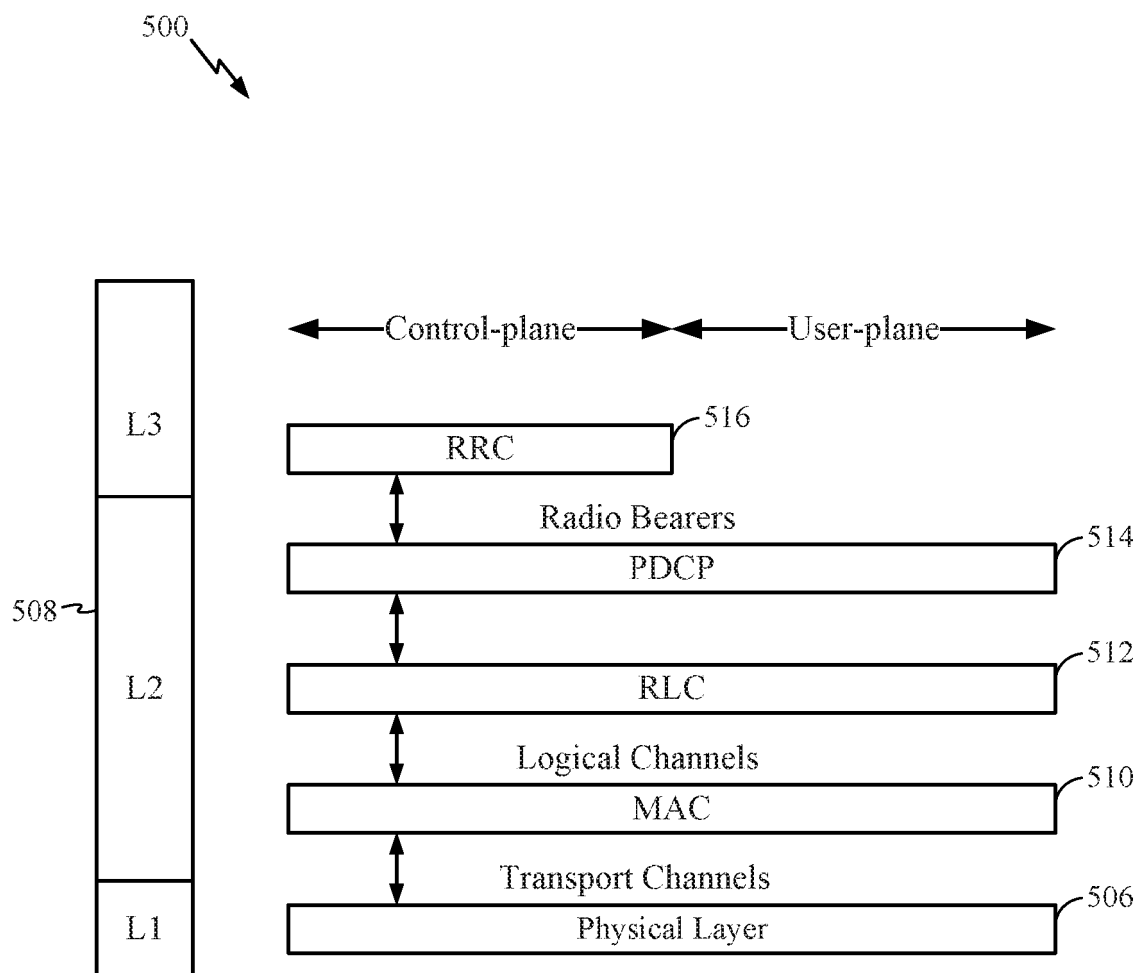 500
Control-plane User-plane
L3
RRC 516
Radio Bearers
PDCP 514
508
L2
RLC 512
Logical Channels
MAC 510
Transport Channels
L1
Physical Layer 506